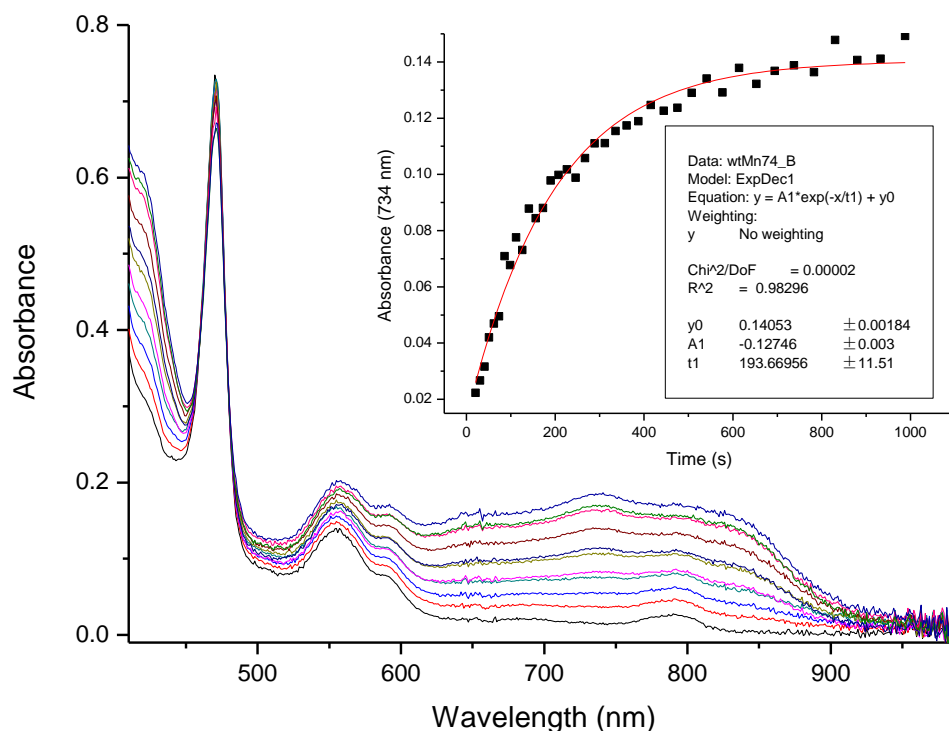 0.8
0.6
0.4
0.2
0.0
Absorbance
500
600
700
800
900
Wavelength (nm)
0.14
0.12
0.10
0.08
0.06
0.04
0.02
Absorbance (734 nm)
0
200
400
600
800
1000
Time (s)
Data: wtMn74_B
Model: ExpDec1
Equation: y = A1*exp(-x/t1) + y0
Weighting:
y No weighting
Chi^2/DoF = 0.00002
R^2 = 0.98296
y0 0.14053 ±0.00184
A1 -0.12746 ±0.003
t1 193.66956 ±11.51